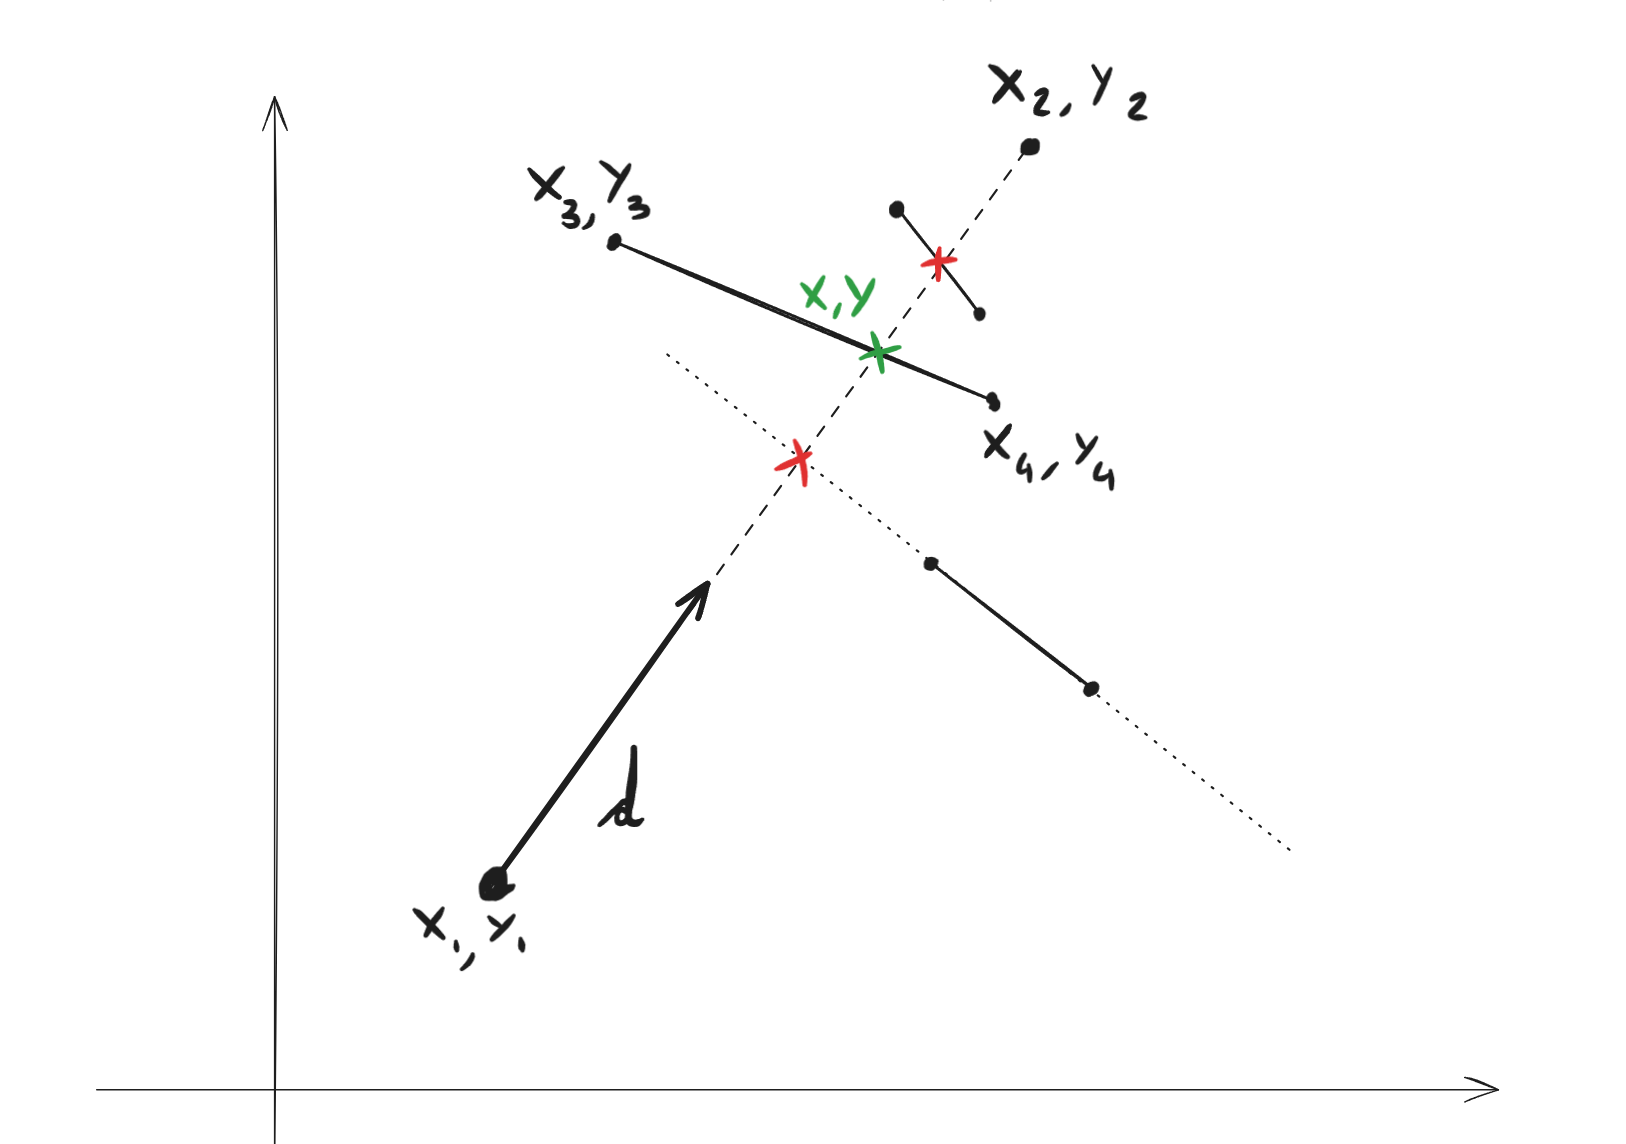 x₂, y₂
x₃, y₃
x, y
x₄, y₄
d
x₁, y₁